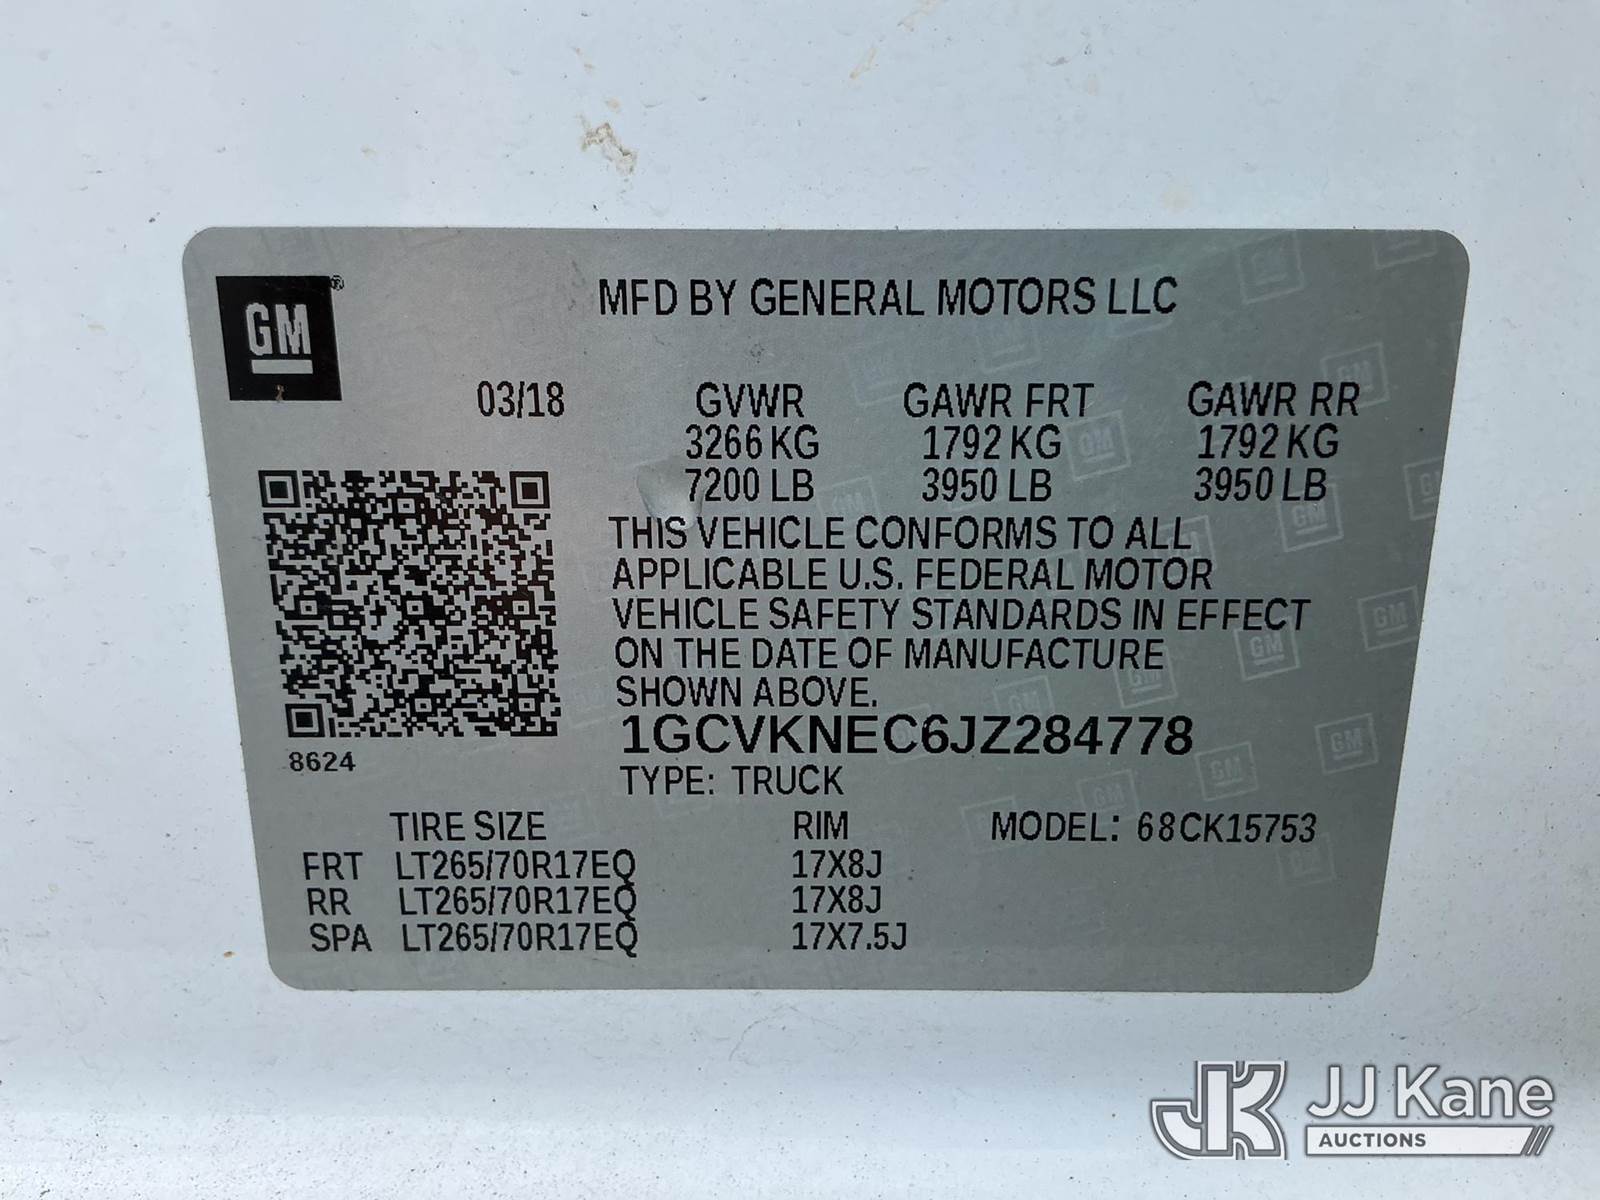 GM®
MFD BY GENERAL MOTORS LLC
03/18 GVWR GAWR FRT GAWR RR
3266 KG 1792 KG 1792 KG
7200 LB 3950 LB 3950 LB
THIS VEHICLE CONFORMS TO ALL
APPLICABLE U.S. FEDERAL MOTOR
VEHICLE SAFETY STANDARDS IN EFFECT
ON THE DATE OF MANUFACTURE
SHOWN ABOVE.
1GCVKNEC6JZ284778
8624
TYPE: TRUCK
TIRE SIZE RIM MODEL: 68CK15753
FRT LT265/70R17EQ 17X8J
RR LT265/70R17EQ 17X8J
SPA LT265/70R17EQ 17X7.5J
JK JJ Kane
AUCTIONS